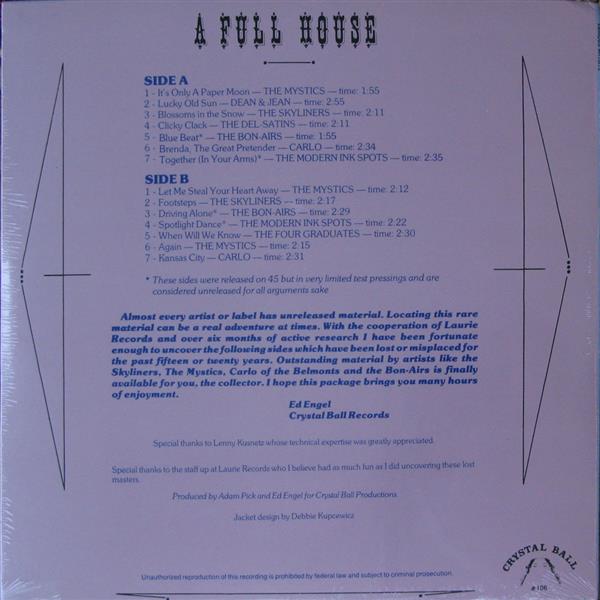 A FULL HOUSE
SIDE A
1 - It's Only A Paper Moon — THE MYSTICS — time: 1:55
2 - Lucky Old Sun — DEAN & JEAN — time: 2:55
3 - Blossoms in the Snow — THE SKYLINERS — time: 2:11
4 - Clicky Clack — THE DEL-SATINS — time: 2:11
5 - Blue Beat* — THE BON-AIRS — time: 1:55
6 - Brenda, The Great Pretender — CARLO — time: 2:34
7 - Together (In Your Arms)* — THE MODERN INK SPOTS — time: 2:35
SIDE B
1 - Let Me Steal Your Heart Away — THE MYSTICS — time: 2:12
2 - Footsteps — THE SKYLINERS — time: 2:17
3 - Driving Alone* — THE BON-AIRS — time: 2:29
4 - Spotlight Dance* — THE MODERN INK SPOTS — time: 2:22
5 - When Will We Know — THE FOUR GRADUATES — time: 2:30
6 - Again — THE MYSTICS — time: 2:15
7 - Kansas City — CARLO — time: 2:31
* These sides were released on 45 but in very limited test pressings and are
considered unreleased for all arguments sake
Almost every artist or label has unreleased material. Locating this rare
material can be a real adventure at times. With the cooperation of Laurie
Records and over six months of active research I have been fortunate
enough to uncover the following sides which have been lost or misplaced for
the past fifteen or twenty years. Outstanding material by artists like the
Skyliners, The Mystics, Carlo of the Belmonts and the Bon-Airs is finally
available for you, the collector. I hope this package brings you many hours
of enjoyment.
Ed Engel
Crystal Ball Records
Special thanks to Lenny Kusnetz whose technical expertise was greatly appreciated.
Special thanks to the staff up at Laurie Records who I believe had as much fun as I did uncovering these lost
masters.
Produced by Adam Pick and Ed Engel for Crystal Ball Productions
Jacket design by Debbie Kupcewicz
Unauthorized reproduction of this recording is prohibited by federal law and subject to criminal prosecution.
CRYSTAL BALL
#106